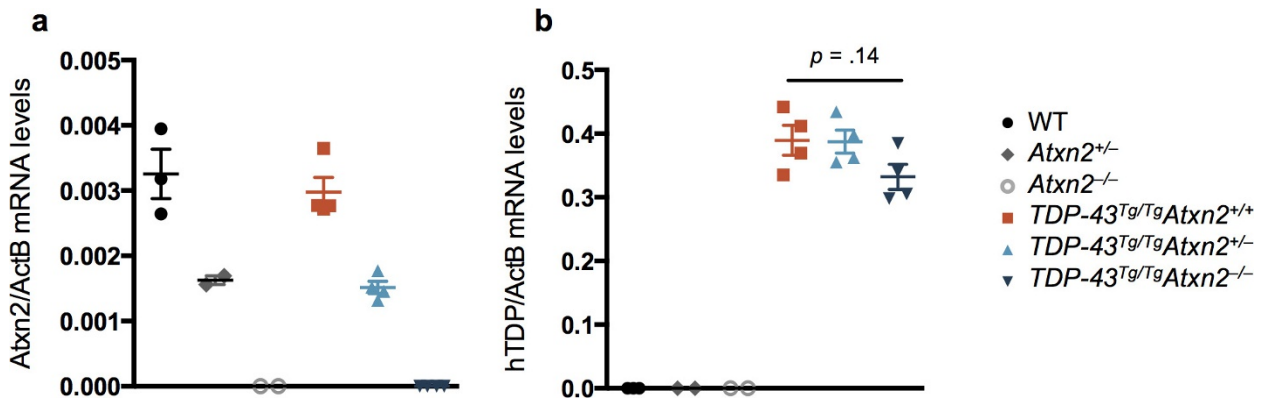 a
Atxn2/ActB mRNA levels
0.005
0.004
0.003
0.002
0.001
0.000
b
hTDP/ActB mRNA levels
0.5
0.4
0.3
0.2
0.1
0.0
p = .14
WT
Atxn2+/–
Atxn2–/–
TDP-43Tg/TgAtxn2+/+
TDP-43Tg/TgAtxn2+/–
TDP-43Tg/TgAtxn2–/–